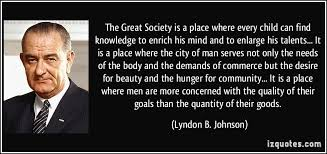 The Great Society is a place where every child can find
knowledge to enrich his mind and to enlarge his talents... It
is a place where the city of man serves not only the needs
of the body and the demands of commerce but the desire
for beauty and the hunger for community... It is a place
where men are more concerned with the quality of their
goals than the quantity of their goods.
(Lyndon B. Johnson)
izquotes.com